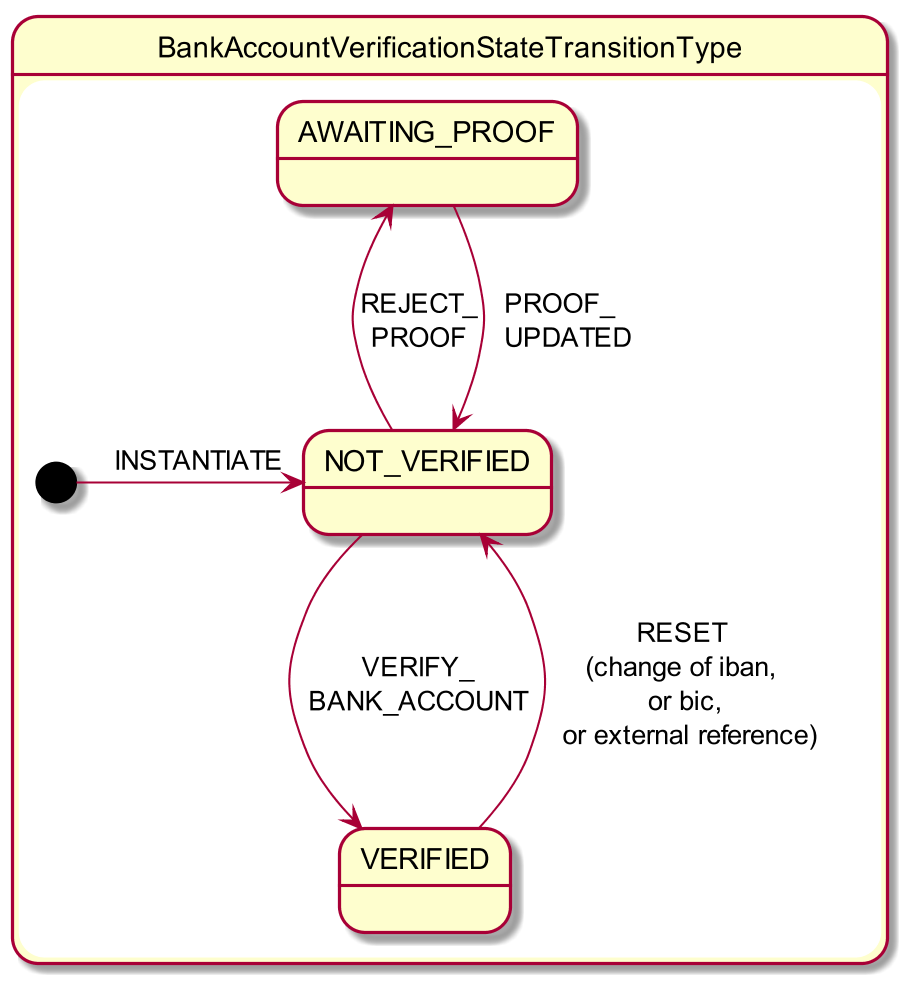 BankAccountVerificationStateTransitionType
AWAITING_PROOF
REJECT_
PROOF
PROOF_
UPDATED
INSTANTIATE
NOT_VERIFIED
VERIFY_
BANK_ACCOUNT
RESET
(change of iban,
or bic,
or external reference)
VERIFIED